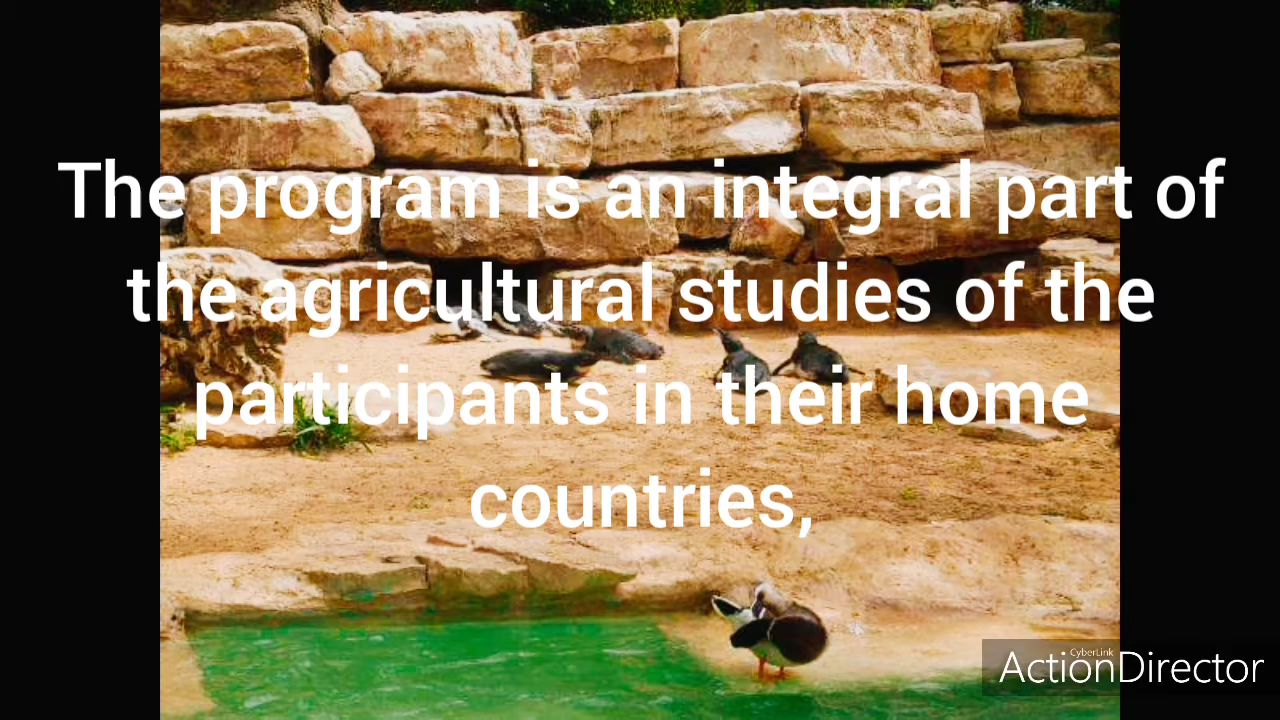 The program is an integral part of
the agricultural studies of the
participants in their home
countries,
CyberLink
ActionDirector